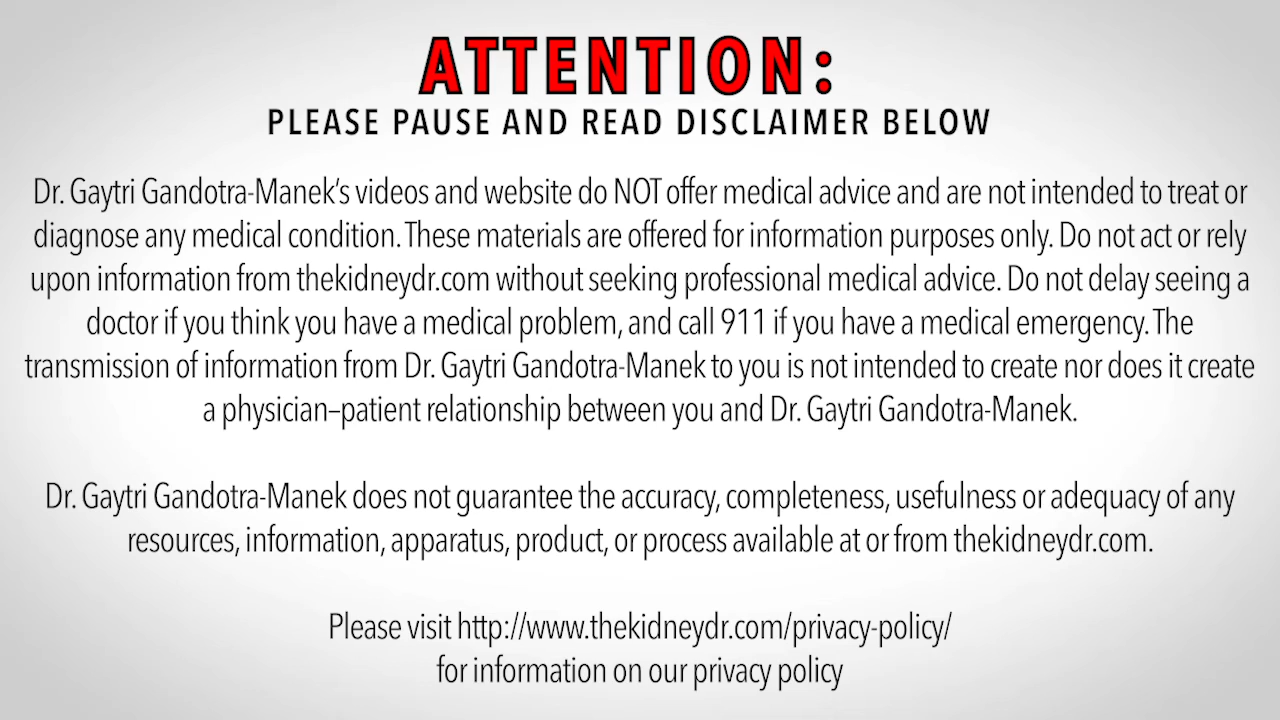 ATTENTION:
PLEASE PAUSE AND READ DISCLAIMER BELOW
Dr. Gaytri Gandotra-Manek’s videos and website do NOT offer medical advice and are not intended to treat or
diagnose any medical condition. These materials are offered for information purposes only. Do not act or rely
upon information from thekidneydr.com without seeking professional medical advice. Do not delay seeing a
doctor if you think you have a medical problem, and call 911 if you have a medical emergency. The
transmission of information from Dr. Gaytri Gandotra-Manek to you is not intended to create nor does it create
a physician–patient relationship between you and Dr. Gaytri Gandotra-Manek.
Dr. Gaytri Gandotra-Manek does not guarantee the accuracy, completeness, usefulness or adequacy of any
resources, information, apparatus, product, or process available at or from thekidneydr.com.
Please visit http://www.thekidneydr.com/privacy-policy/
for information on our privacy policy